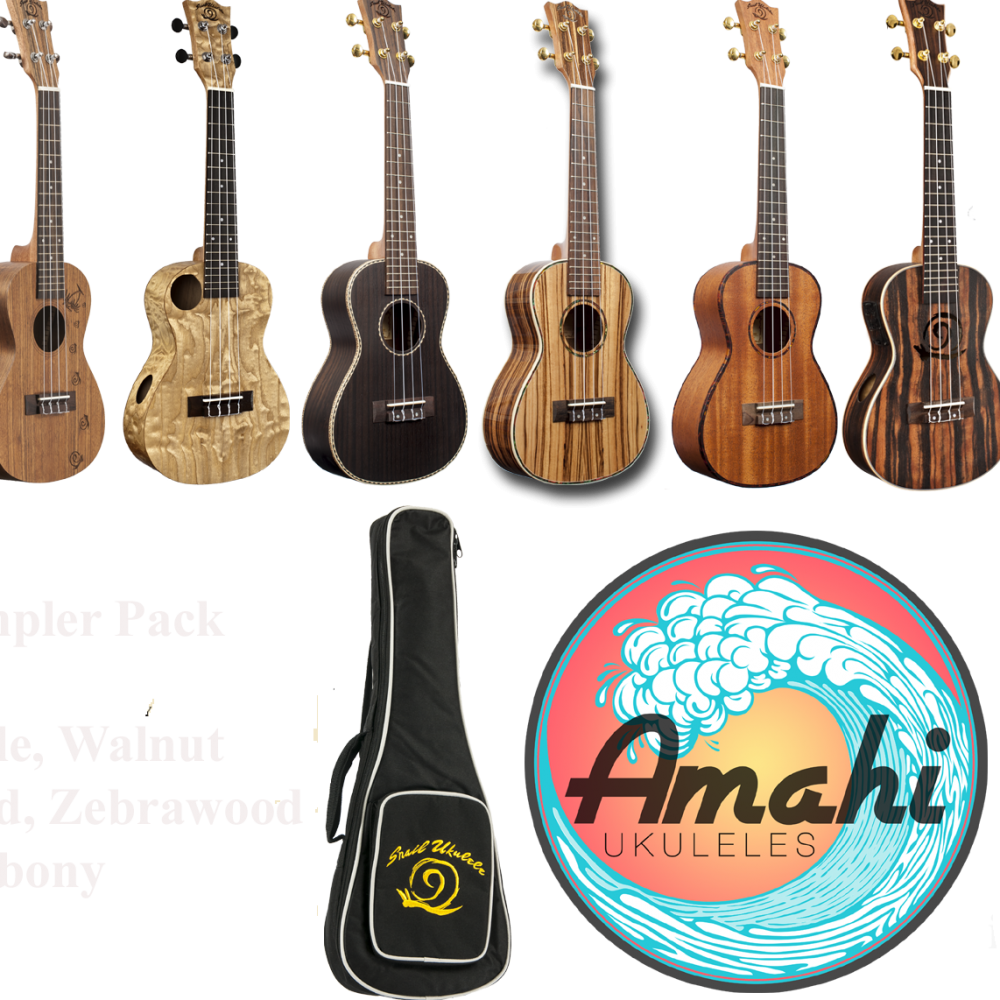 mpler Pack
le, Walnut
d, Zebrawood
bony
Snail Ukulele
Amahi
UKULELES